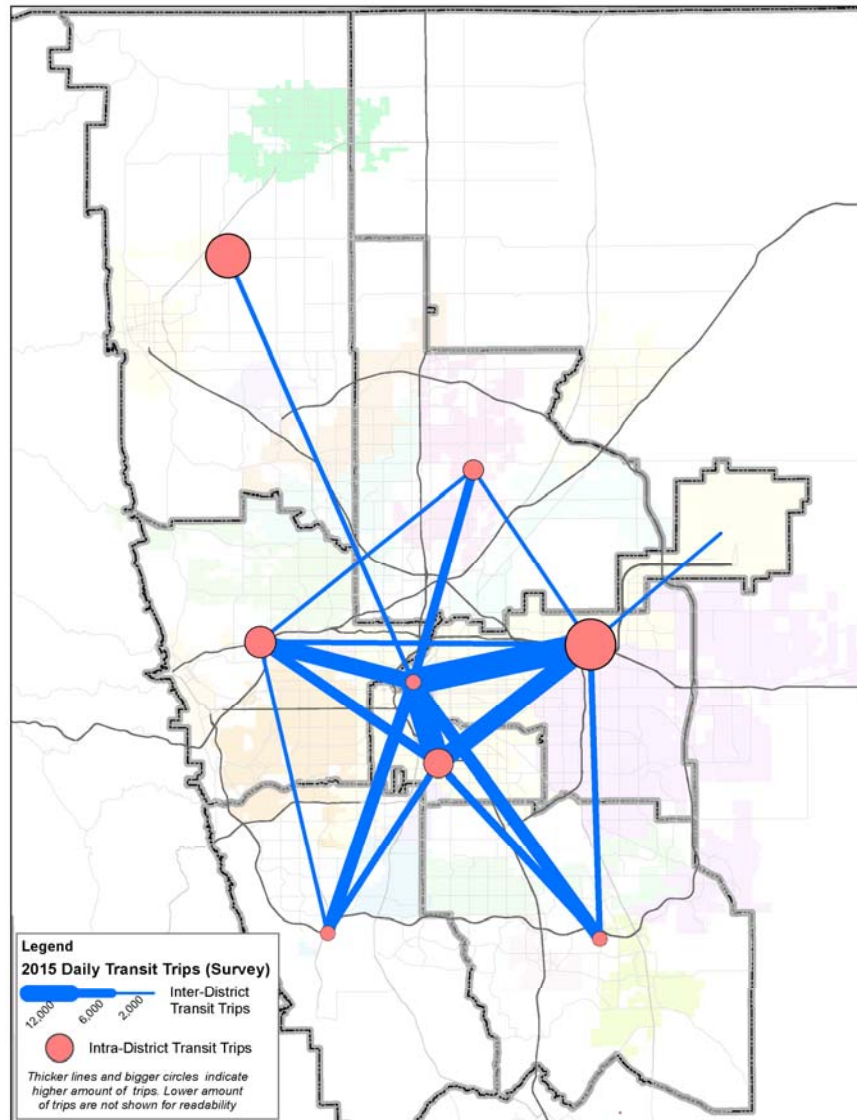 Legend
2015 Daily Transit Trips (Survey)
12,000 6,000 2,000
Inter-District
Transit Trips
Intra-District Transit Trips
Thicker lines and bigger circles indicate
higher amount of trips. Lower amount
of trips are not shown for readability